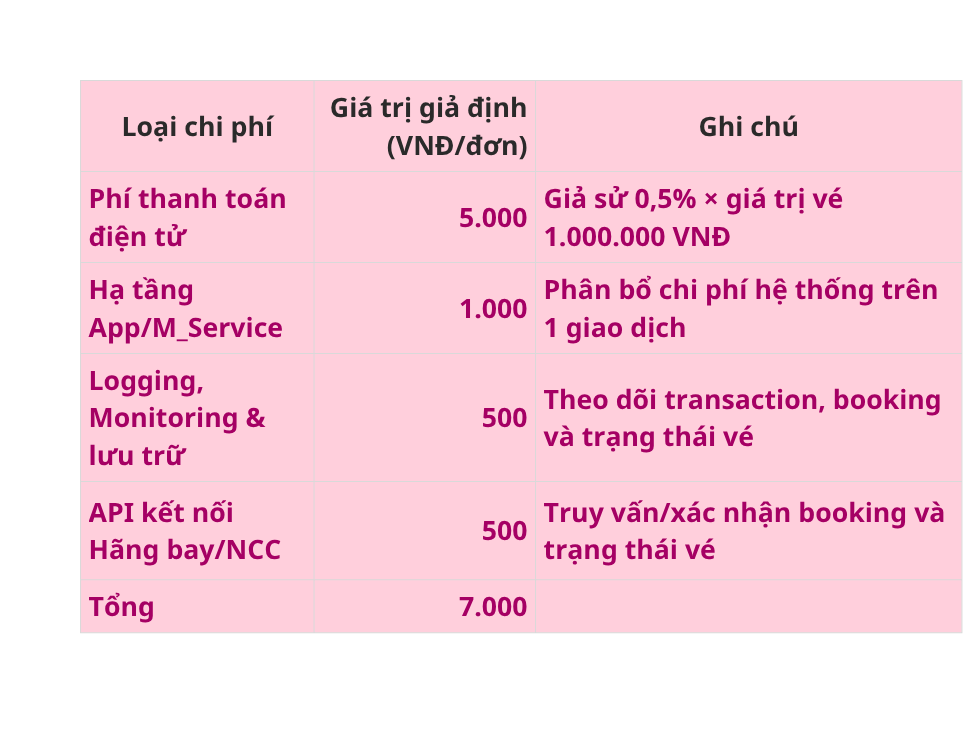 Loại chi phí
Giá trị giả định
(VNĐ/đơn)
Ghi chú
Phí thanh toán
điện tử
5.000
Giả sử 0,5% × giá trị vé
1.000.000 VNĐ
Hạ tầng
App/M_Service
1.000
Phân bổ chi phí hệ thống trên
1 giao dịch
Logging,
Monitoring &
lưu trữ
500
Theo dõi transaction, booking
và trạng thái vé
API kết nối
Hãng bay/NCC
500
Truy vấn/xác nhận booking và
trạng thái vé
Tổng
7.000